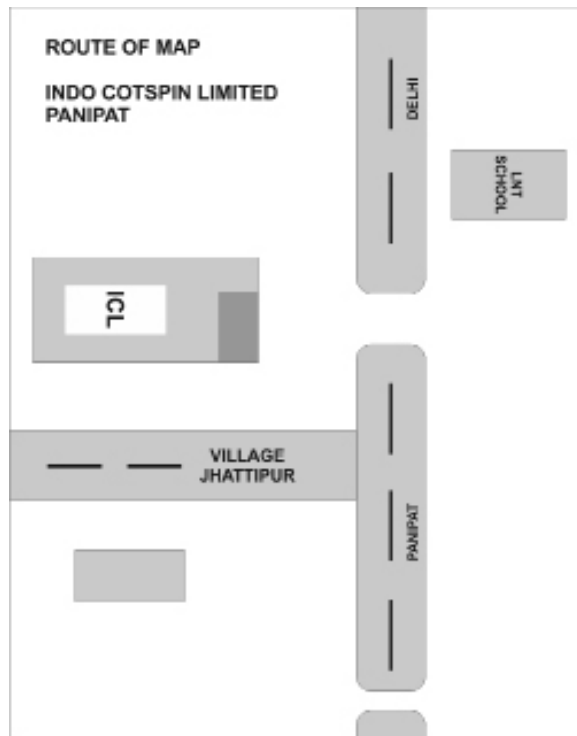 ROUTE OF MAP
INDO COTSPIN LIMITED
PANIPAT
DELHI
LNT
SCHOOL
ICL
VILLAGE
JHATTIPUR
PANIPAT